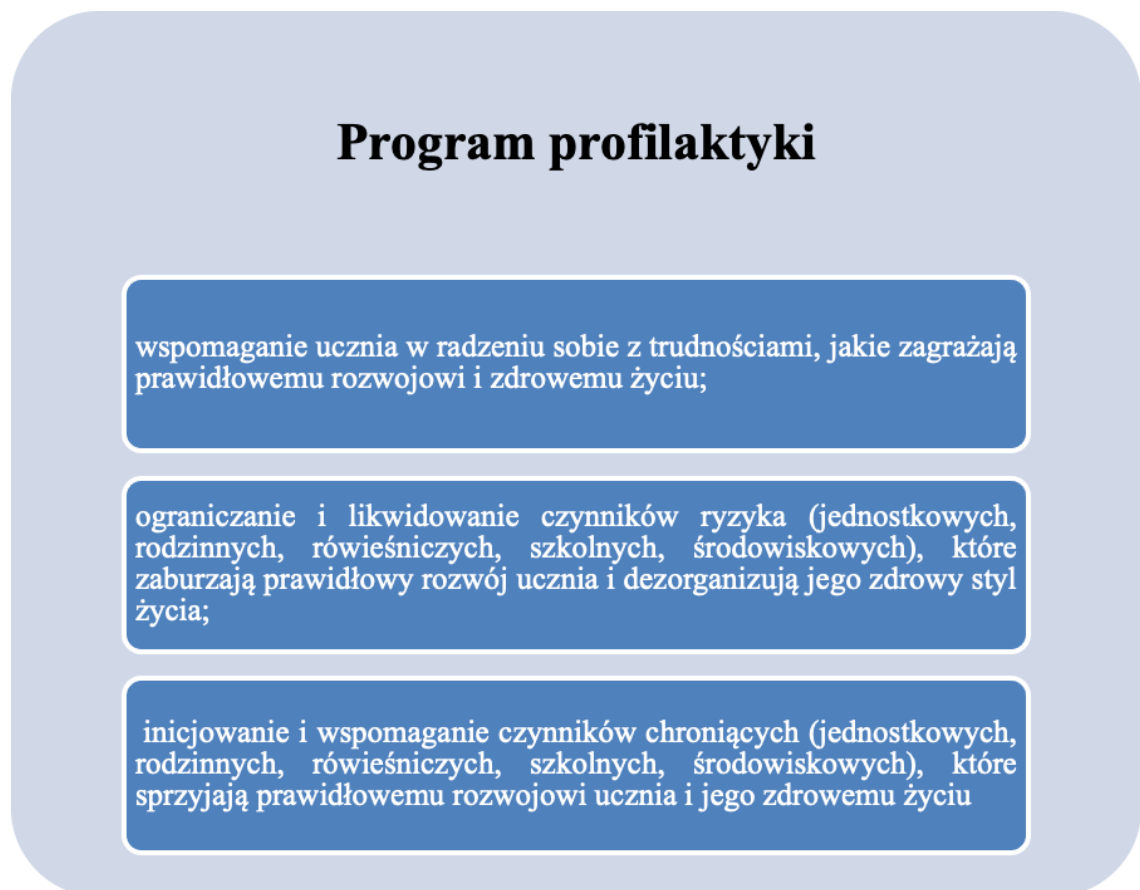 Program profilaktyki
wspomaganie ucznia w radzeniu sobie z trudnościami, jakie zagrażają
prawidłowemu rozwojowi i zdrowemu życiu;
ograniczanie i likwidowanie czynników ryzyka (jednostkowych,
rodzinnych, rówieśniczych, szkolnych, środowiskowych), które
zaburzają prawidłowy rozwój ucznia i dezorganizują jego zdrowy styl
życia;
inicjowanie i wspomaganie czynników chroniących (jednostkowych,
rodzinnych, rówieśniczych, szkolnych, środowiskowych), które
sprzyjają prawidłowemu rozwojowi ucznia i jego zdrowemu życiu